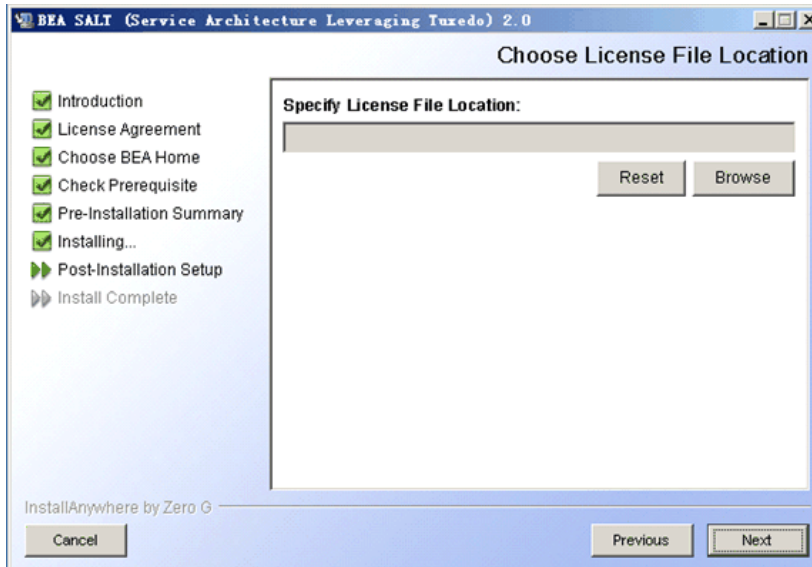 BEA SALT (Service Architecture Leveraging Tuxedo) 2.0
Choose License File Location
Introduction
License Agreement
Choose BEA Home
Check Prerequisite
Pre-Installation Summary
Installing...
Post-Installation Setup
Install Complete
Specify License File Location:
Reset Browse
InstallAnywhere by Zero G
Cancel Previous Next